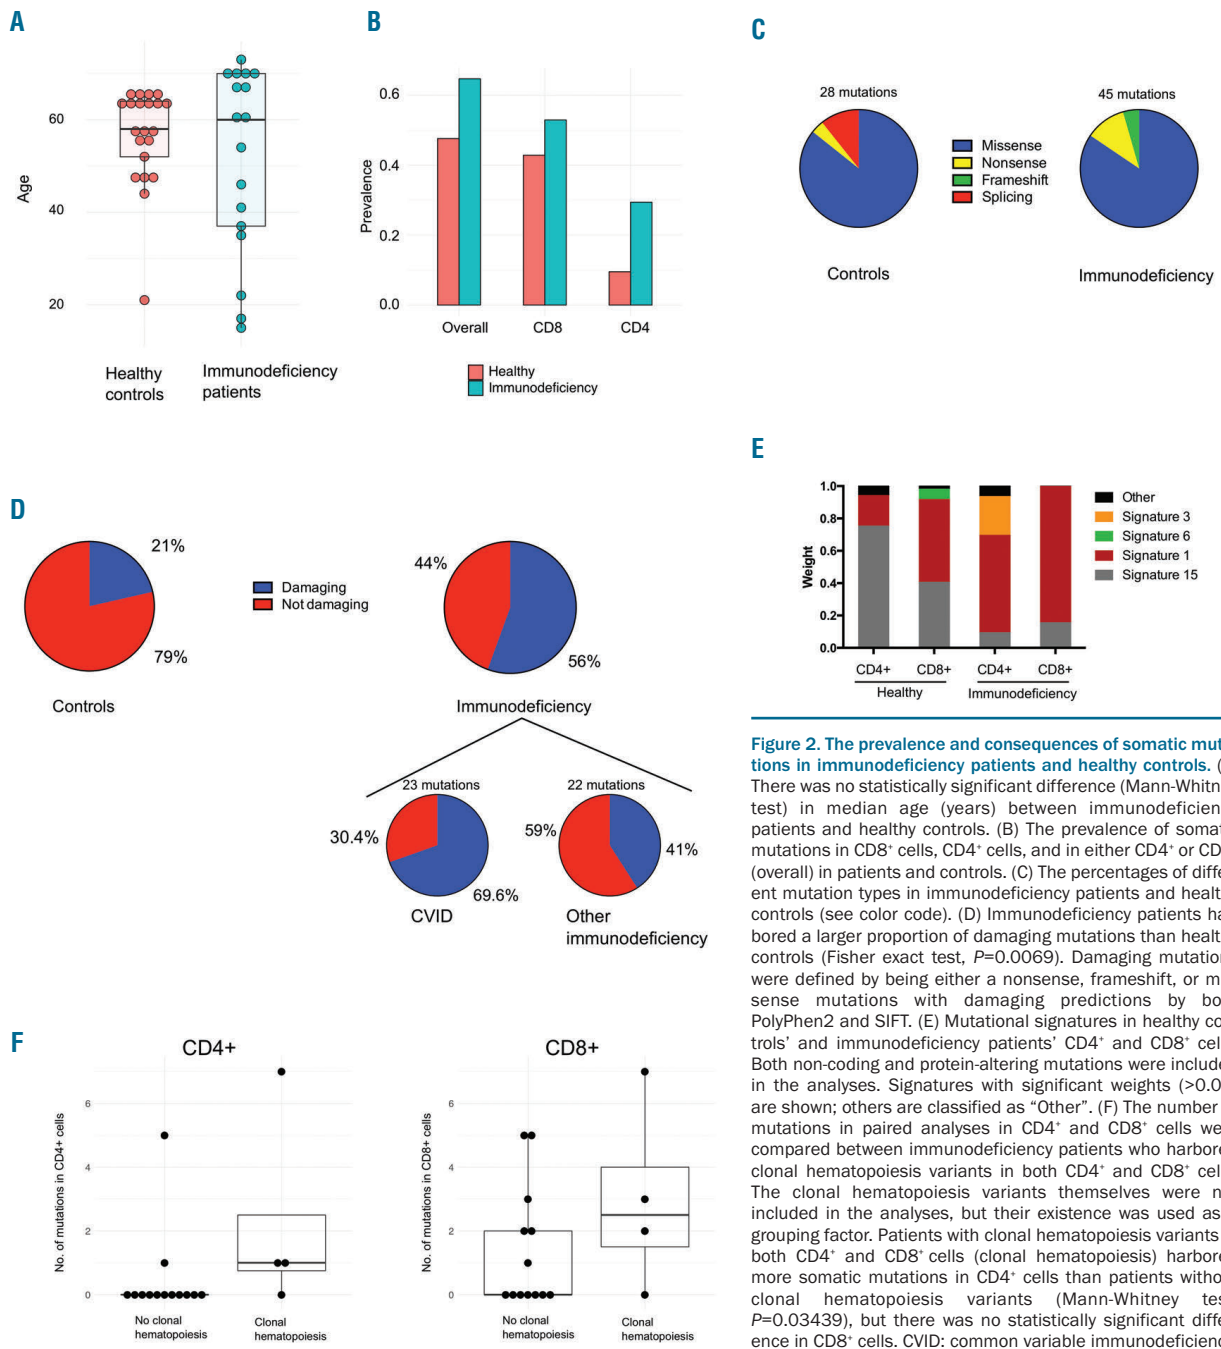 A
Age
60
40
20
Healthy
controls
Immunodeficiency
patients
B
Prevalence
0.6
0.4
0.2
0.0
Overall
CD8
CD4
Healthy
Immunodeficiency
C
28 mutations
45 mutations
Missense
Nonsense
Frameshift
Splicing
Controls
Immunodeficiency
D
21%
79%
Controls
Damaging
Not damaging
44%
56%
Immunodeficiency
23 mutations
30.4%
69.6%
CVID
22 mutations
59%
41%
Other
immunodeficiency
E
Weight
1.0
0.8
0.6
0.4
0.2
0.0
CD4+
CD8+
CD4+
CD8+
Healthy
Immunodeficiency
Other
Signature 3
Signature 6
Signature 1
Signature 15
F
CD4+
No. of mutations in CD4+ cells
6
4
2
0
No clonal
hematopoiesis
Clonal
hematopoiesis
CD8+
No. of mutations in CD8+ cells
6
4
2
0
No clonal
hematopoiesis
Clonal
hematopoiesis
Figure 2. The prevalence and consequences of somatic mut
tions in immunodeficiency patients and healthy controls. (
There was no statistically significant difference (Mann-Whitn
test) in median age (years) between immunodeficien
patients and healthy controls. (B) The prevalence of somat
mutations in CD8+ cells, CD4+ cells, and in either CD4+ or CD
(overall) in patients and controls. (C) The percentages of diffe
ent mutation types in immunodeficiency patients and healt
controls (see color code). (D) Immunodeficiency patients ha
bored a larger proportion of damaging mutations than health
controls (Fisher exact test, P=0.0069). Damaging mutation
were defined by being either a nonsense, frameshift, or mi
sense mutations with damaging predictions by bo
PolyPhen2 and SIFT. (E) Mutational signatures in healthy co
trols' and immunodeficiency patients' CD4+ and CD8+ cel
Both non-coding and protein-altering mutations were include
in the analyses. Signatures with significant weights (>0.0
are shown; others are classified as "Other". (F) The number
mutations in paired analyses in CD4+ and CD8+ cells we
compared between immunodeficiency patients who harbore
clonal hematopoiesis variants in both CD4+ and CD8+ cel
The clonal hematopoiesis variants themselves were n
included in the analyses, but their existence was used as
grouping factor. Patients with clonal hematopoiesis variants
both CD4+ and CD8+ cells (clonal hematopoiesis) harbore
more somatic mutations in CD4+ cells than patients witho
clonal hematopoiesis variants (Mann-Whitney tes
P=0.03439), but there was no statistically significant diffe
ence in CD8+ cells. CVID: common variable immunodeficienc